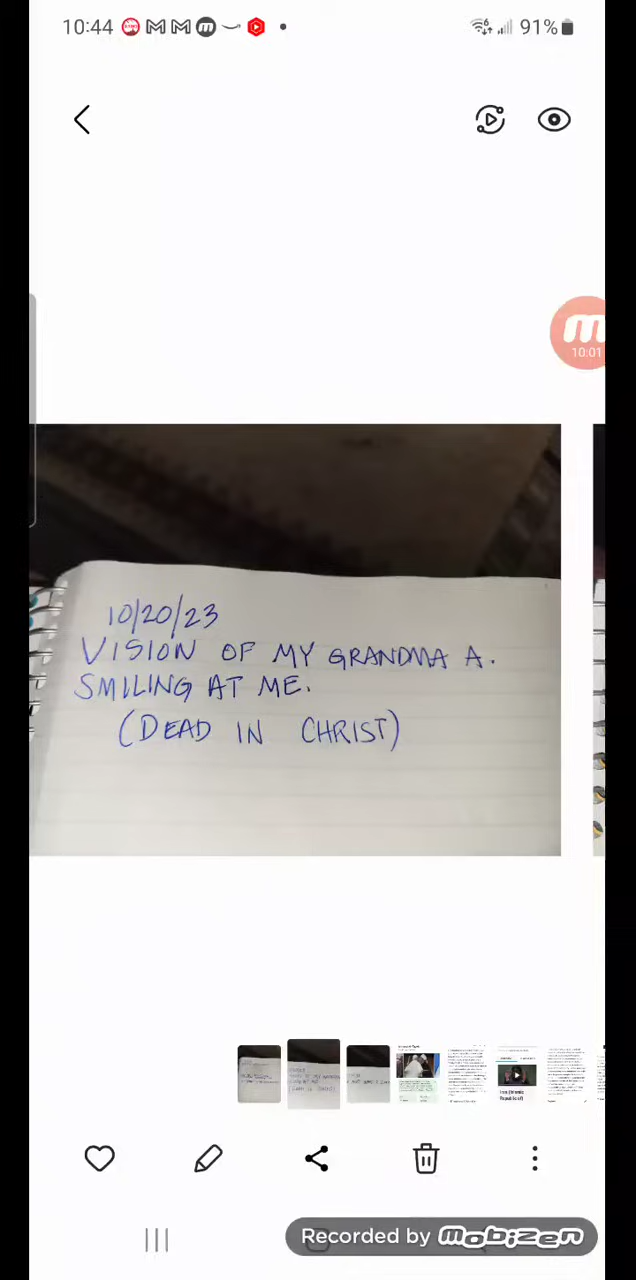 10:44
91%
10:01
10/20/23
VISION OF MY GRANDMA A.
SMILING AT ME.
(DEAD IN CHRIST)
Recorded by mobizen